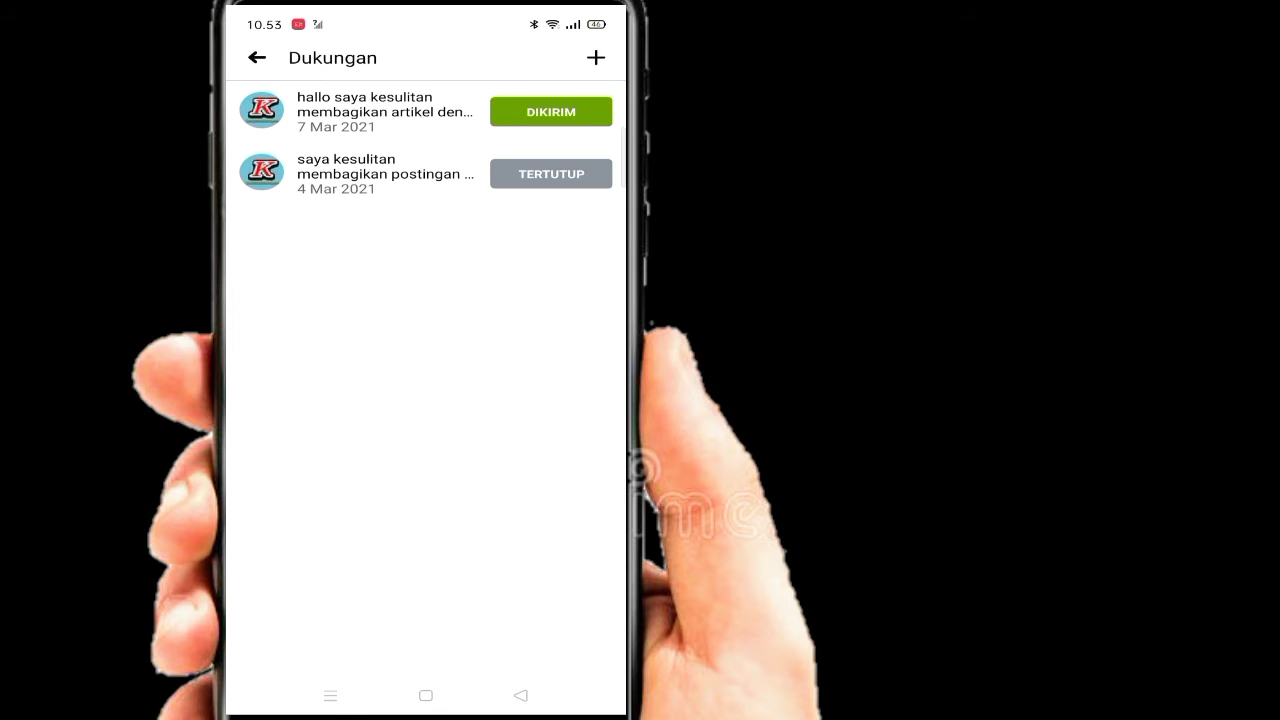 10.53
46
Dukungan
hallo saya kesulitan
membagikan artikel den...
7 Mar 2021
DIKIRIM
saya kesulitan
membagikan postingan ...
4 Mar 2021
TERTUTUP
K
K